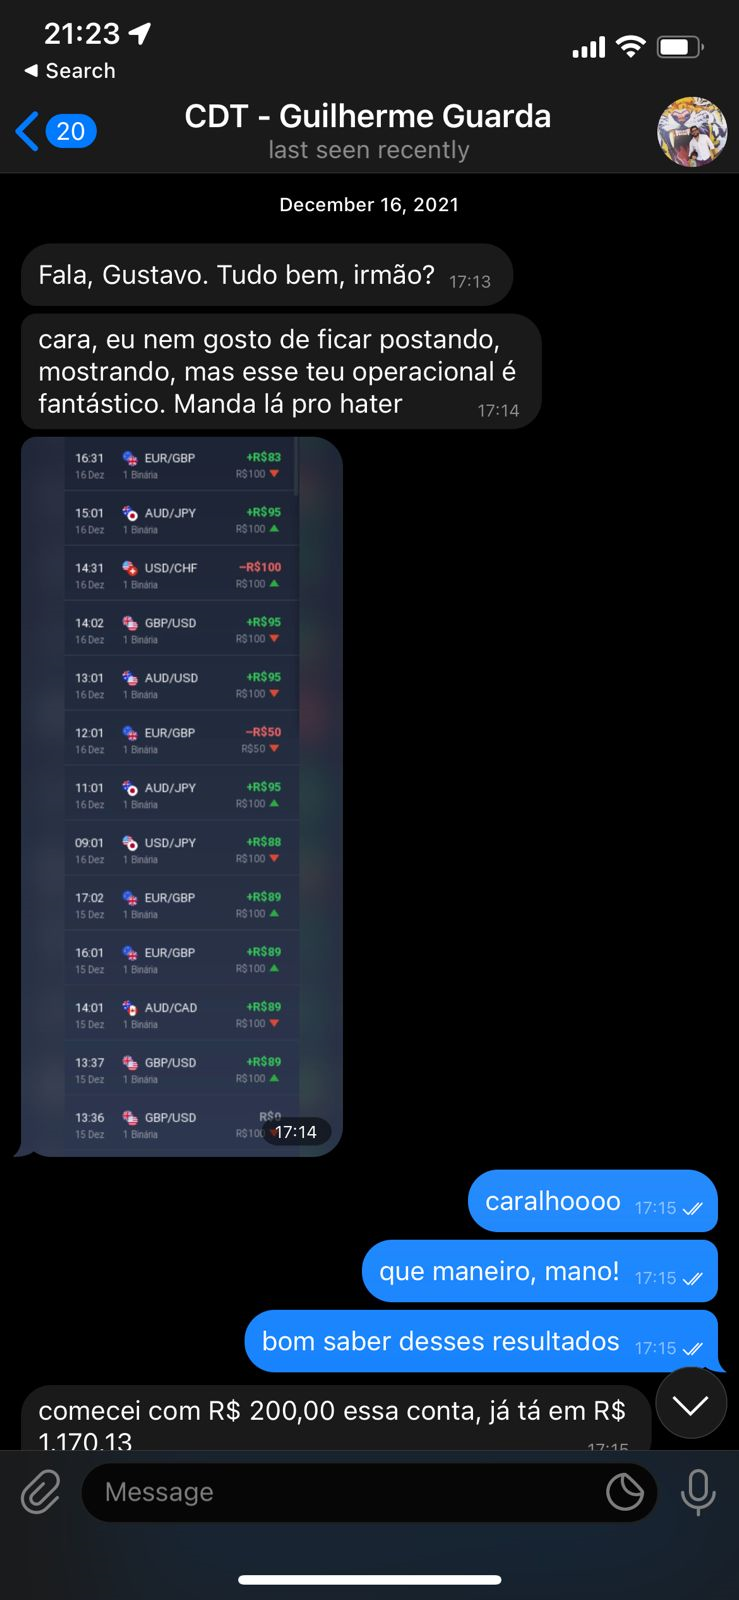 21:23
Search
20
CDT - Guilherme Guarda
last seen recently
December 16, 2021
Fala, Gustavo. Tudo bem, irmão? 17:13
cara, eu nem gosto de ficar postando,
mostrando, mas esse teu operacional é
fantástico. Manda lá pro hater 17:14
16:31 EUR/GBP +R$83
16 Dez 1 Binária R$100
15:01 AUD/JPY +R$95
16 Dez 1 Binária R$100
14:31 USD/CHF −R$100
16 Dez 1 Binária R$100
14:02 GBP/USD +R$95
16 Dez 1 Binária R$100
13:01 AUD/USD +R$95
16 Dez 1 Binária R$100
12:01 EUR/GBP −R$50
16 Dez 1 Binária R$50
11:01 AUD/JPY +R$95
16 Dez 1 Binária R$100
09:01 USD/JPY +R$88
16 Dez 1 Binária R$100
17:02 EUR/GBP +R$89
15 Dez 1 Binária R$100
16:01 EUR/GBP +R$89
15 Dez 1 Binária R$100
14:01 AUD/CAD +R$89
15 Dez 1 Binária R$100
13:37 GBP/USD +R$89
15 Dez 1 Binária R$100
13:36 GBP/USD R$0
15 Dez 1 Binária R$100
17:14
caralhoooo 17:15
que maneiro, mano! 17:15
bom saber desses resultados 17:15
comecei com R$ 200,00 essa conta, já tá em R$
1.170,13 17:15
Message